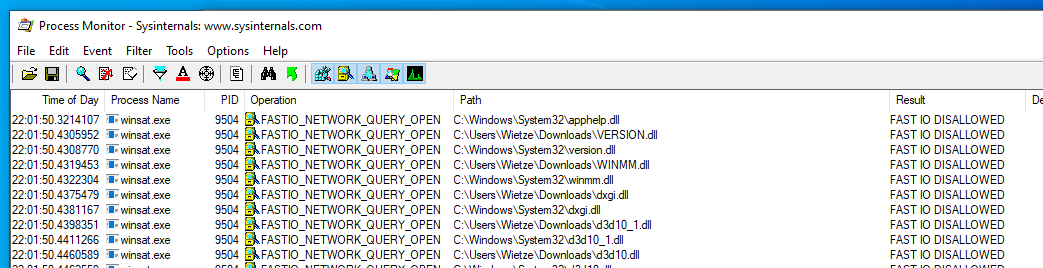 Process Monitor - Sysinternals: www.sysinternals.com
File Edit Event Filter Tools Options Help
Time of Day Process Name PID Operation Path Result De
22:01:50.3214107 winsat.exe 9504 FASTIO_NETWORK_QUERY_OPEN C:\Windows\System32\apphelp.dll FAST IO DISALLOWED
22:01:50.4305952 winsat.exe 9504 FASTIO_NETWORK_QUERY_OPEN C:\Users\Wietze\Downloads\VERSION.dll FAST IO DISALLOWED
22:01:50.4308770 winsat.exe 9504 FASTIO_NETWORK_QUERY_OPEN C:\Windows\System32\version.dll FAST IO DISALLOWED
22:01:50.4319453 winsat.exe 9504 FASTIO_NETWORK_QUERY_OPEN C:\Users\Wietze\Downloads\WINMM.dll FAST IO DISALLOWED
22:01:50.4322304 winsat.exe 9504 FASTIO_NETWORK_QUERY_OPEN C:\Windows\System32\winmm.dll FAST IO DISALLOWED
22:01:50.4375479 winsat.exe 9504 FASTIO_NETWORK_QUERY_OPEN C:\Users\Wietze\Downloads\dxgi.dll FAST IO DISALLOWED
22:01:50.4381167 winsat.exe 9504 FASTIO_NETWORK_QUERY_OPEN C:\Windows\System32\dxgi.dll FAST IO DISALLOWED
22:01:50.4398351 winsat.exe 9504 FASTIO_NETWORK_QUERY_OPEN C:\Users\Wietze\Downloads\d3d10_1.dll FAST IO DISALLOWED
22:01:50.4411266 winsat.exe 9504 FASTIO_NETWORK_QUERY_OPEN C:\Windows\System32\d3d10_1.dll FAST IO DISALLOWED
22:01:50.4460589 winsat.exe 9504 FASTIO_NETWORK_QUERY_OPEN C:\Users\Wietze\Downloads\d3d10.dll FAST IO DISALLOWED